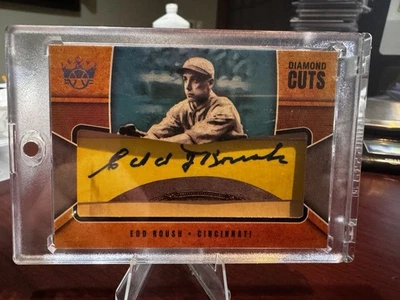 DIAMOND
CUTS
Edd J Roush
EDD ROUSH • CINCINNATI